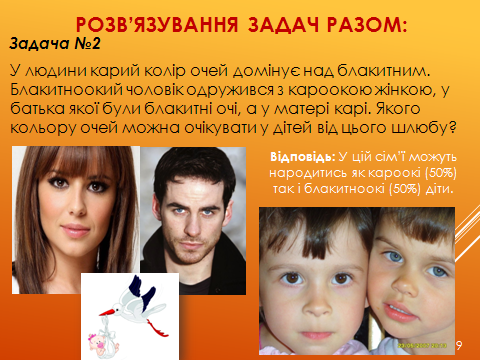 РОЗВ’ЯЗУВАННЯ ЗАДАЧ РАЗОМ:
Задача №2
У людини карий колір очей домінує над блакитним.
Блакитноокий чоловік одружився з кароокою жінкою, у
батька якої були блакитні очі, а у матері карі. Якого
кольору очей можна очікувати у дітей від цього шлюбу?
Відповідь: У цій сім’ї можуть
народитись як кароокі (50%)
так і блакитноокі (50%) діти.
9